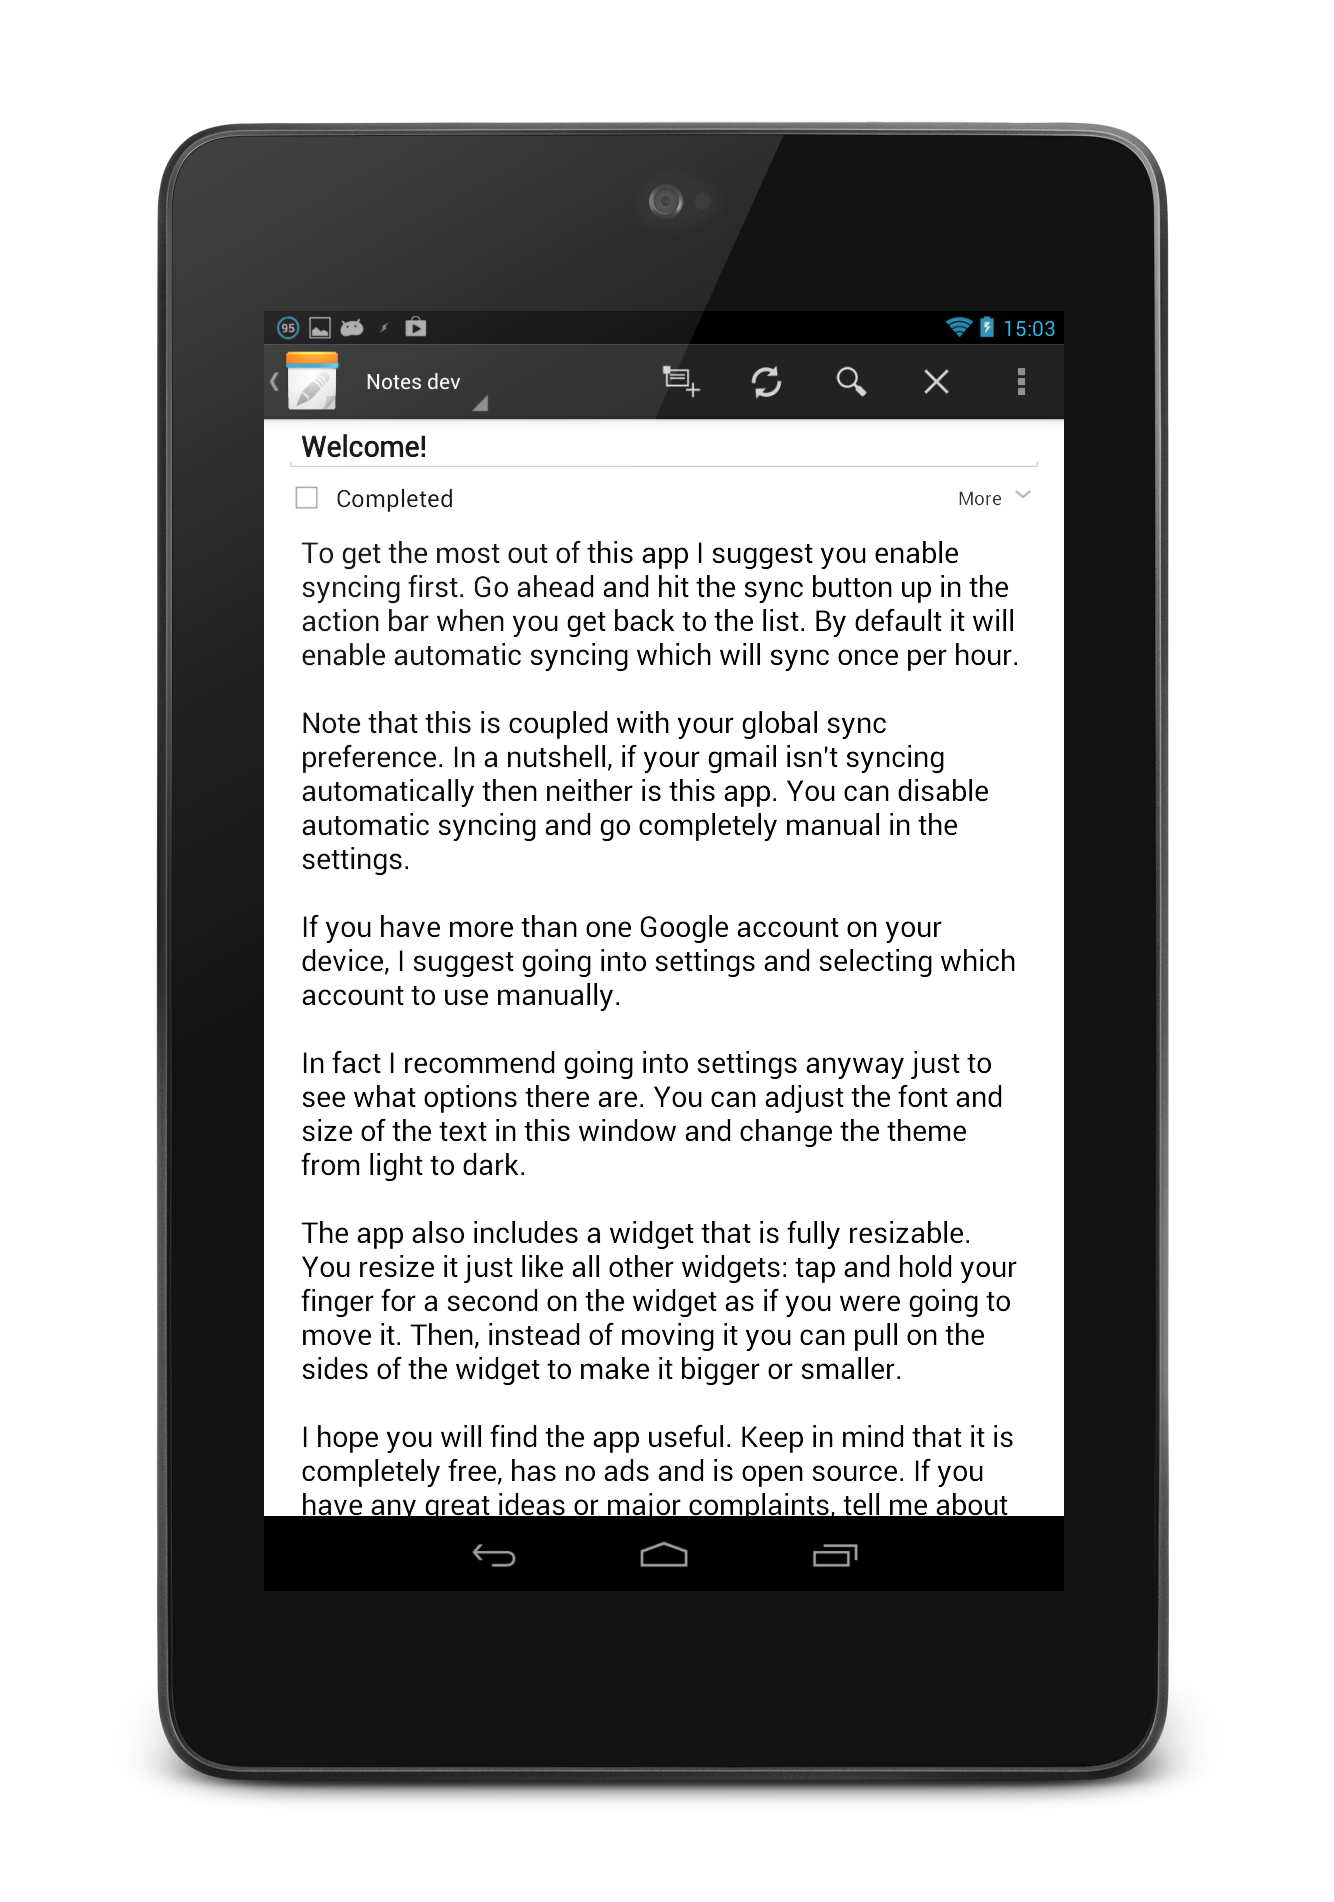 95
15:03
Notes dev
Welcome!
Completed
More
To get the most out of this app I suggest you enable
syncing first. Go ahead and hit the sync button up in the
action bar when you get back to the list. By default it will
enable automatic syncing which will sync once per hour.
Note that this is coupled with your global sync
preference. In a nutshell, if your gmail isn't syncing
automatically then neither is this app. You can disable
automatic syncing and go completely manual in the
settings.
If you have more than one Google account on your
device, I suggest going into settings and selecting which
account to use manually.
In fact I recommend going into settings anyway just to
see what options there are. You can adjust the font and
size of the text in this window and change the theme
from light to dark.
The app also includes a widget that is fully resizable.
You resize it just like all other widgets: tap and hold your
finger for a second on the widget as if you were going to
move it. Then, instead of moving it you can pull on the
sides of the widget to make it bigger or smaller.
I hope you will find the app useful. Keep in mind that it is
completely free, has no ads and is open source. If you
have any great ideas or major complaints, tell me about